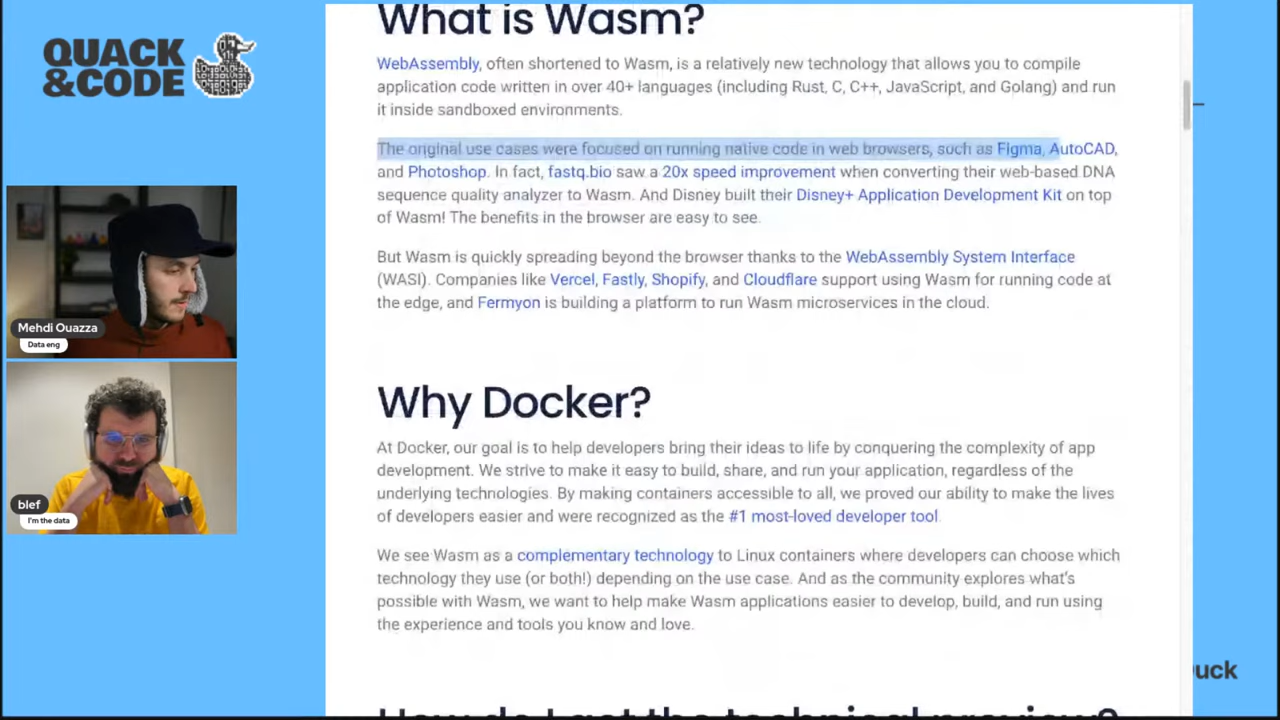 QUACK
&CODE
What is Wasm?
WebAssembly, often shortened to Wasm, is a relatively new technology that allows you to compile
application code written in over 40+ languages (including Rust, C, C++, JavaScript, and Golang) and run
it inside sandboxed environments.
The original use cases were focused on running native code in web browsers, such as Figma, AutoCAD,
and Photoshop. In fact, fastq.bio saw a 20x speed improvement when converting their web-based DNA
sequence quality analyzer to Wasm. And Disney built their Disney+ Application Development Kit on top
of Wasm! The benefits in the browser are easy to see.
But Wasm is quickly spreading beyond the browser thanks to the WebAssembly System Interface
(WASI). Companies like Vercel, Fastly, Shopify, and Cloudflare support using Wasm for running code at
the edge, and Fermyon is building a platform to run Wasm microservices in the cloud.
Why Docker?
At Docker, our goal is to help developers bring their ideas to life by conquering the complexity of app
development. We strive to make it easy to build, share, and run your application, regardless of the
underlying technologies. By making containers accessible to all, we proved our ability to make the lives
of developers easier and were recognized as the #1 most-loved developer tool.
We see Wasm as a complementary technology to Linux containers where developers can choose which
technology they use (or both!) depending on the use case. And as the community explores what's
possible with Wasm, we want to help make Wasm applications easier to develop, build, and run using
the experience and tools you know and love.
How do I get the technical preview?
Mehdi Ouazza
Data eng
blef
I'm the data
uck